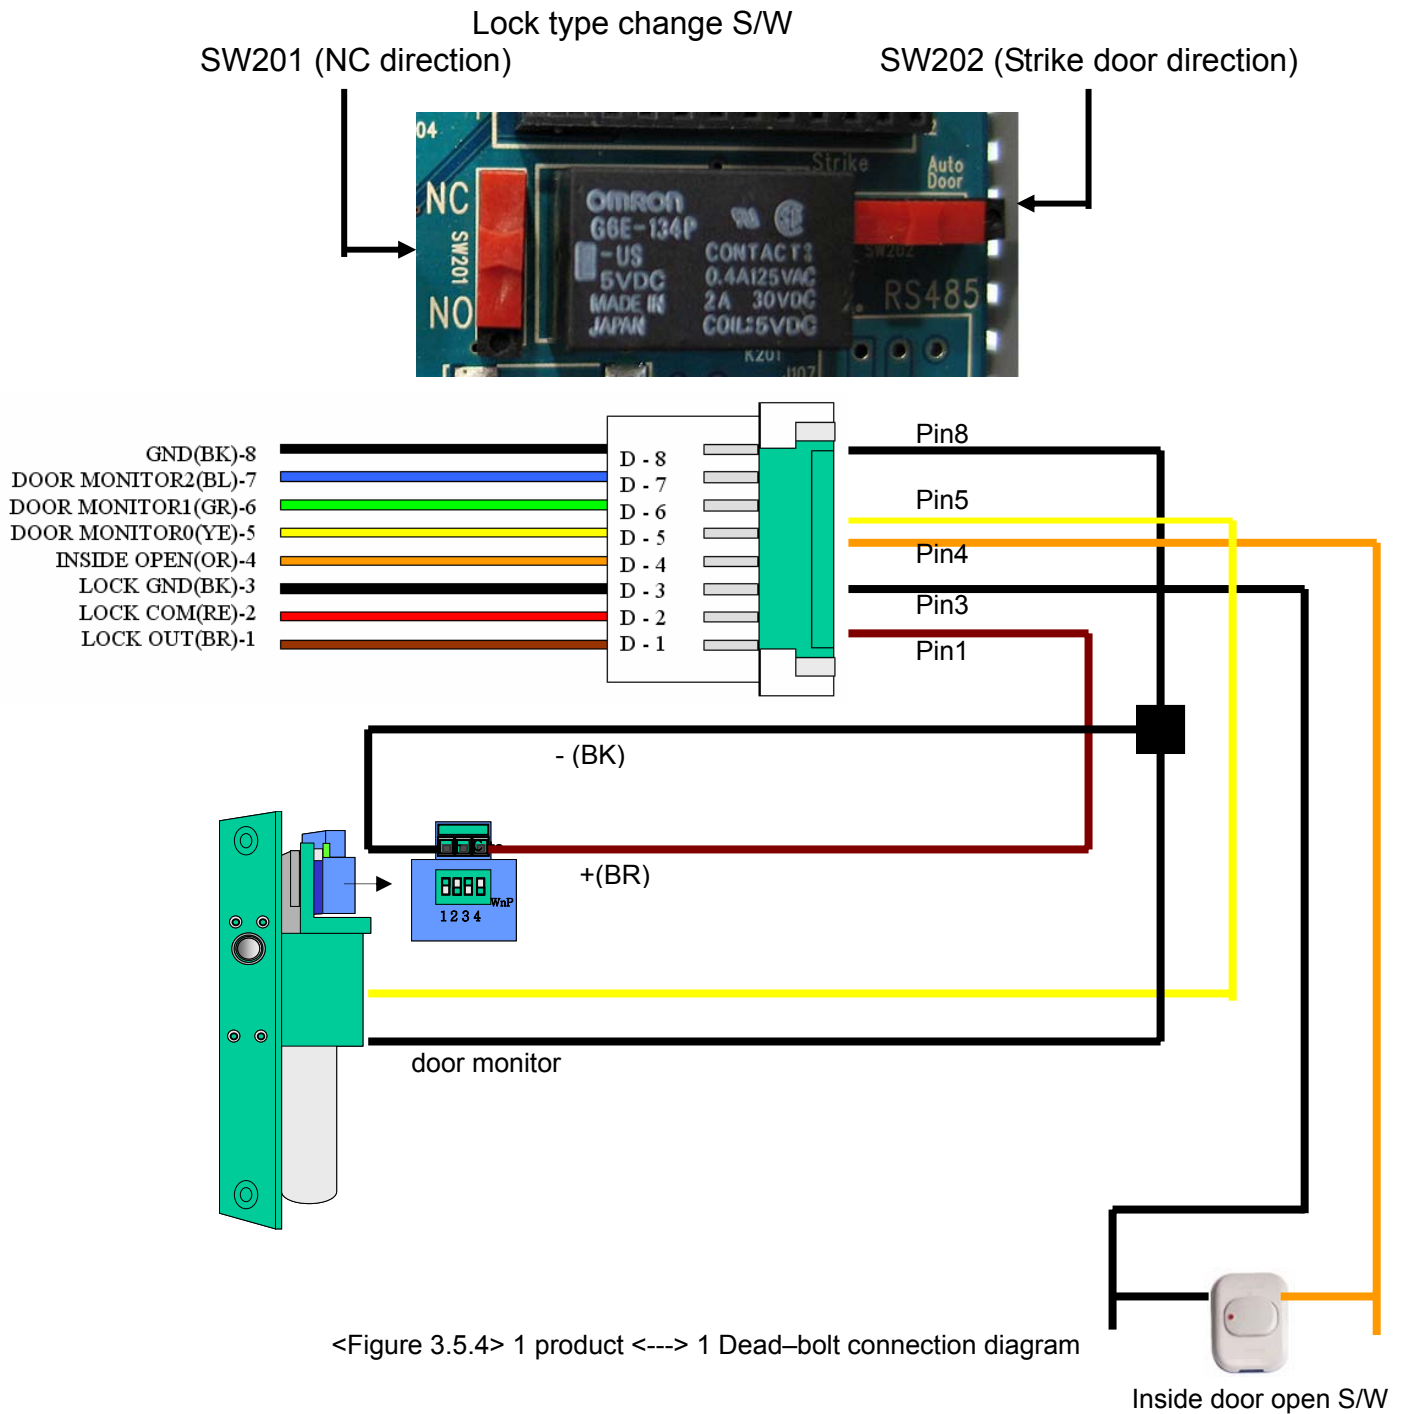 Lock type change S/W
SW201 (NC direction)
SW202 (Strike door direction)
04
Strike
Auto
Door
NC
SW201
NO
OMRON
G6E-134P
-US
5VDC
MADE IN
JAPAN
CONTACT:
0.4A125VAC
2A 30VDC
COIL:5VDC
SW202
RS485
K201
J107
GND(BK)-8
DOOR MONITOR2(BL)-7
DOOR MONITOR1(GR)-6
DOOR MONITOR0(YE)-5
INSIDE OPEN(OR)-4
LOCK GND(BK)-3
LOCK COM(RE)-2
LOCK OUT(BR)-1
D - 8
D - 7
D - 6
D - 5
D - 4
D - 3
D - 2
D - 1
Pin8
Pin5
Pin4
Pin3
Pin1
- (BK)
+(BR)
WnP
1 2 3 4
door monitor
<Figure 3.5.4> 1 product <---> 1 Dead–bolt connection diagram
Inside door open S/W